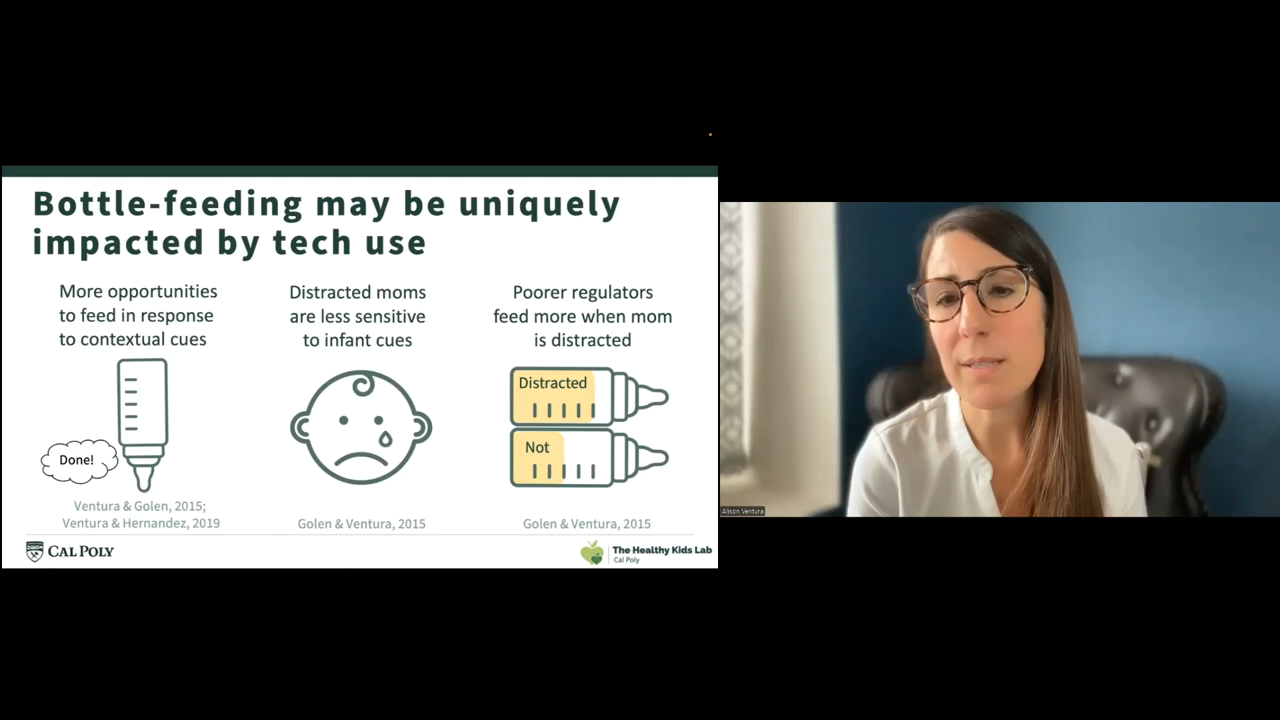 Bottle-feeding may be uniquely
impacted by tech use
More opportunities
to feed in response
to contextual cues
Done!
Ventura & Golen, 2015;
Ventura & Hernandez, 2019
Distracted moms
are less sensitive
to infant cues
Golen & Ventura, 2015
Poorer regulators
feed more when mom
is distracted
Distracted
Not
Golen & Ventura, 2015
CAL POLY
The Healthy Kids Lab
Cal Poly
Alison Ventura